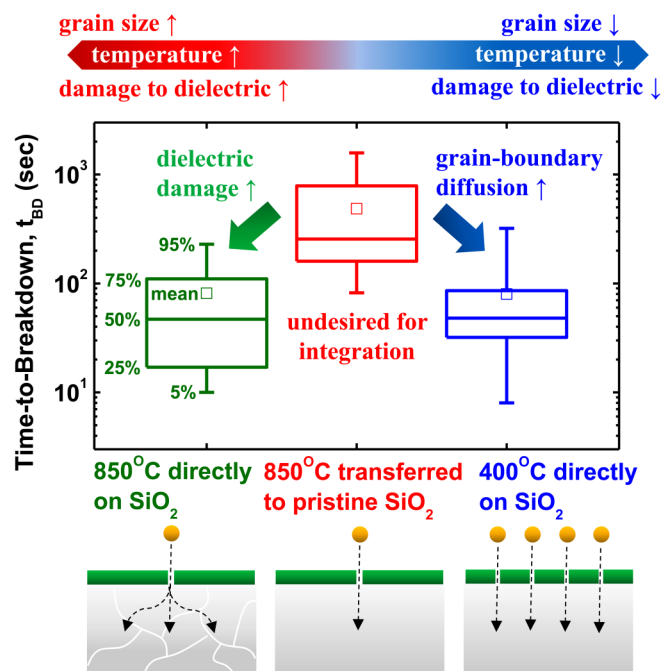 grain size ↑
grain size ↓
temperature ↑
temperature ↓
damage to dielectric ↑
damage to dielectric ↓
Time-to-Breakdown, t_BD (sec)
10³
10²
10¹
dielectric
damage ↑
grain-boundary
diffusion ↑
95%
75%
mean
50%
25%
5%
undesired for
integration
850°C directly
on SiO₂
850°C transferred
to pristine SiO₂
400°C directly
on SiO₂